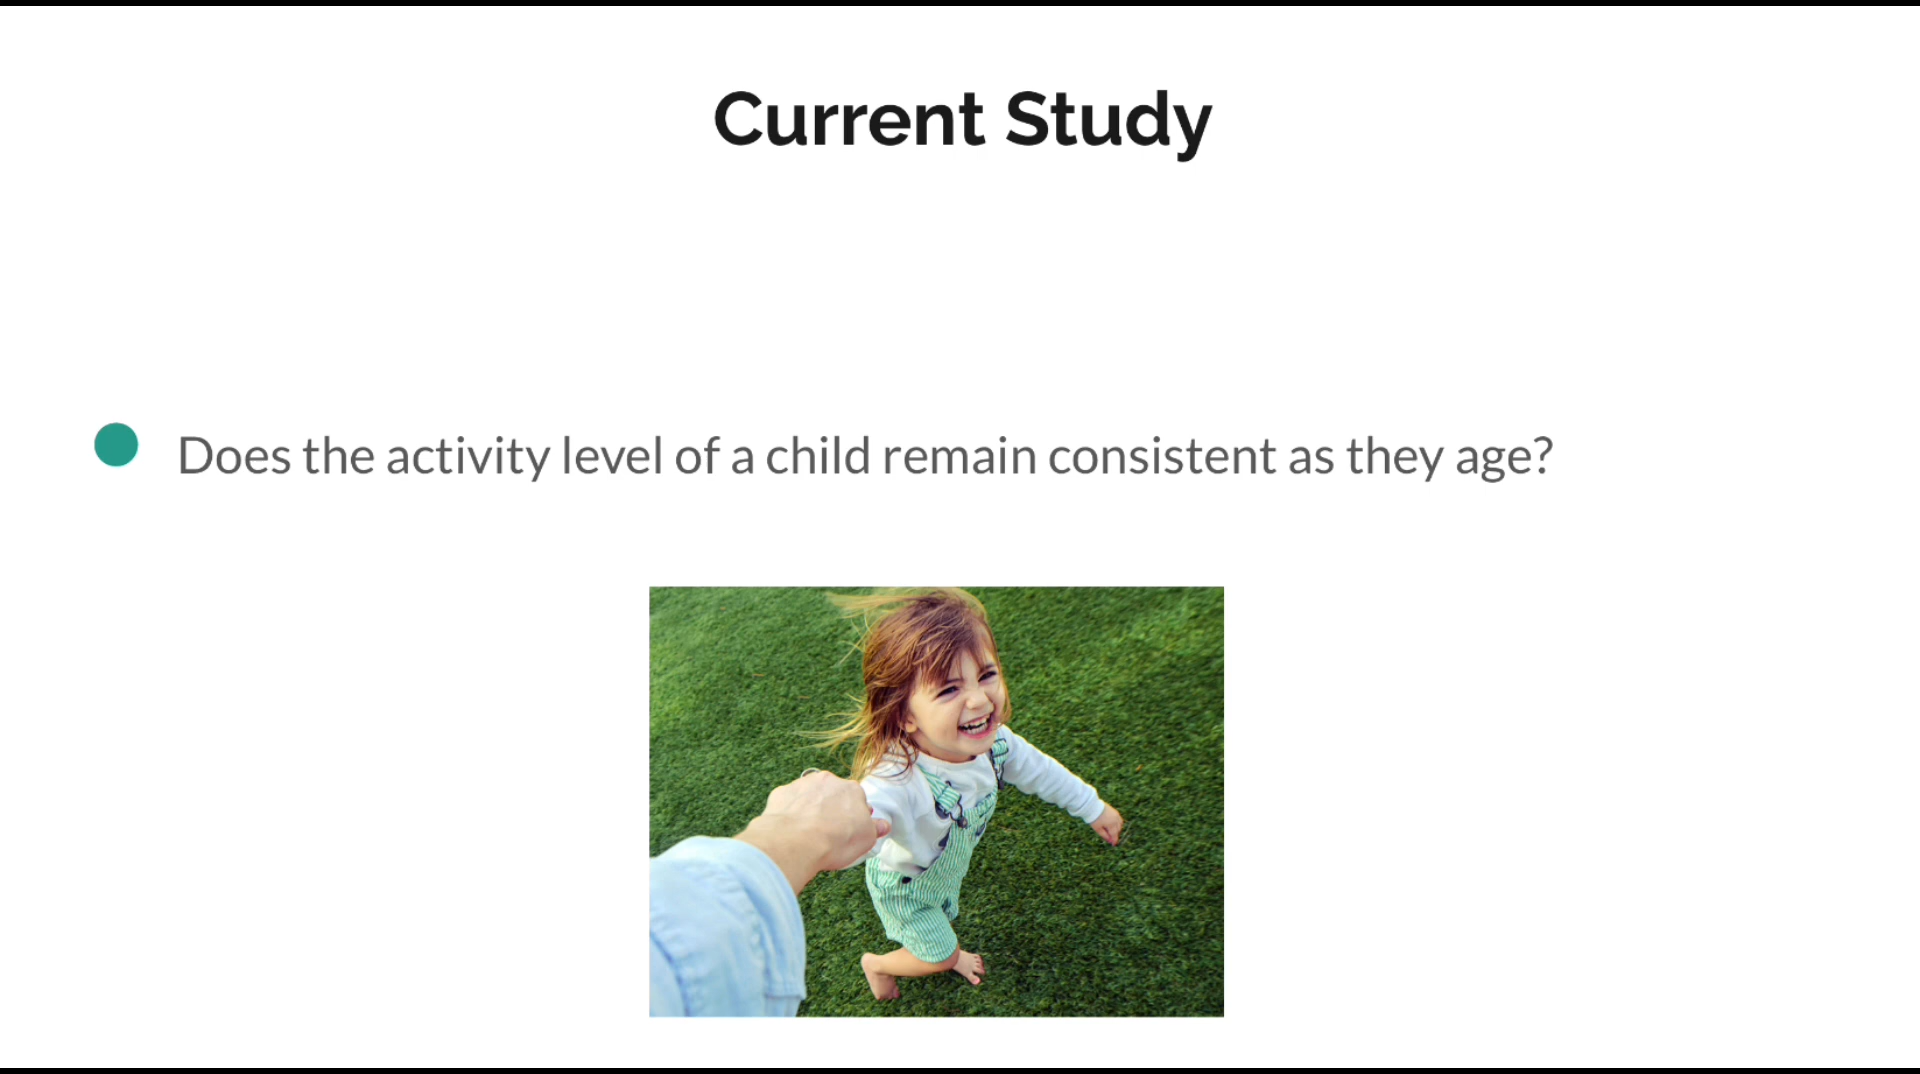 Current Study
Does the activity level of a child remain consistent as they age?